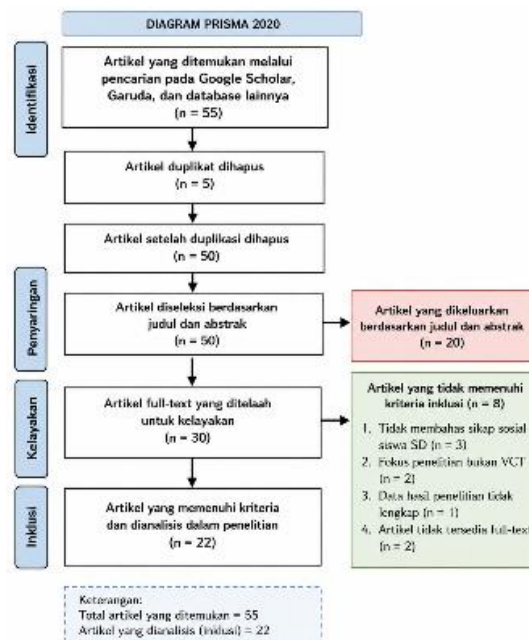 DIAGRAM PRISMA 2020
Identifikasi
Artikel yang ditemukan melalui
pencarian pada Google Scholar,
Garuda, dan database lainnya
(n = 55)
Artikel duplikat dihapus
(n = 5)
Artikel setelah duplikasi dihapus
(n = 50)
Penyaringan
Artikel diseleksi berdasarkan
judul dan abstrak
(n = 50)
Artikel yang dikeluarkan
berdasarkan judul dan abstrak
(n = 20)
Kelayakan
Artikel full-text yang ditelaah
untuk kelayakan
(n = 30)
Artikel yang tidak memenuhi
kriteria inklusi (n = 8)
1. Tidak membahas sikap sosial
siswa SD (n = 3)
2. Fokus penelitian bukan VCT
(n = 2)
3. Data hasil penelitian tidak
lengkap (n = 1)
4. Artikel tidak tersedia full-text
(n = 2)
Inklusi
Artikel yang memenuhi kriteria
dan dianalisis dalam penelitian
(n = 22)
Keterangan:
Total artikel yang ditemukan = 55
Artikel yang dianalisis (inklusi) = 22